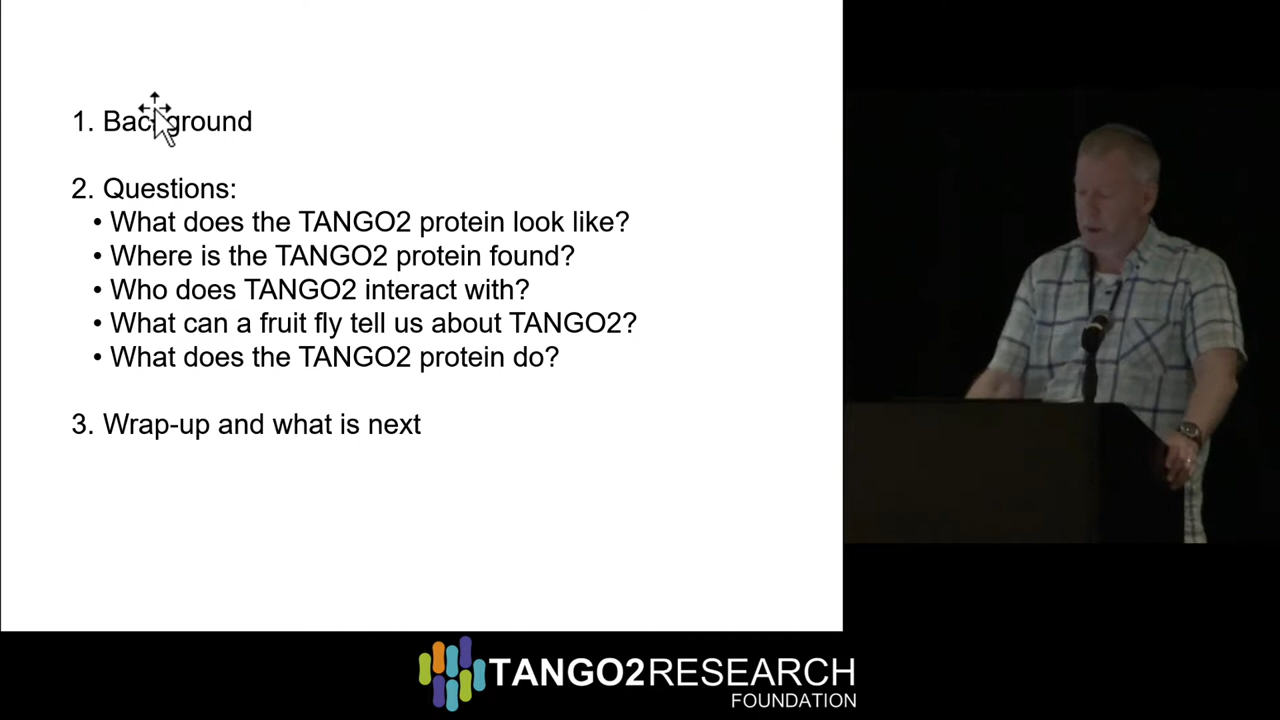 1. Background
2. Questions:
• What does the TANGO2 protein look like?
• Where is the TANGO2 protein found?
• Who does TANGO2 interact with?
• What can a fruit fly tell us about TANGO2?
• What does the TANGO2 protein do?
3. Wrap-up and what is next
TANGO2RESEARCH
FOUNDATION